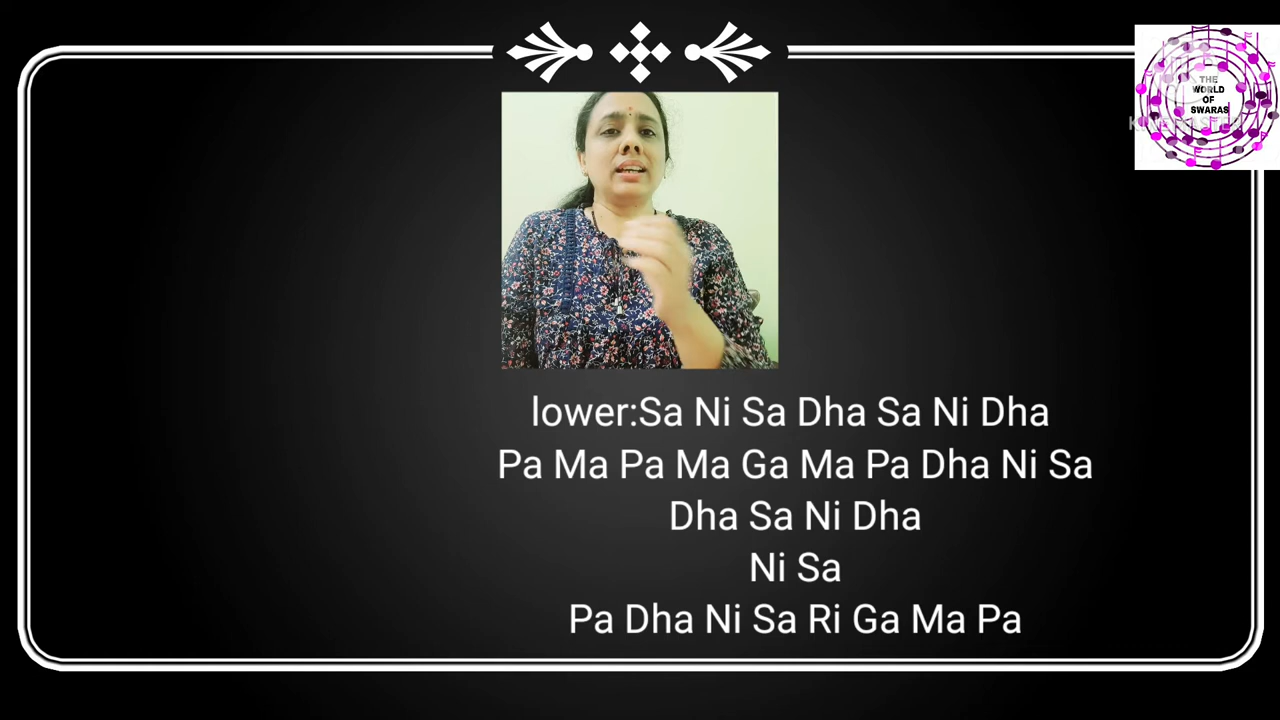 THE
WORLD
OF
SWARAS
lower:Sa Ni Sa Dha Sa Ni Dha
Pa Ma Pa Ma Ga Ma Pa Dha Ni Sa
Dha Sa Ni Dha
Ni Sa
Pa Dha Ni Sa Ri Ga Ma Pa